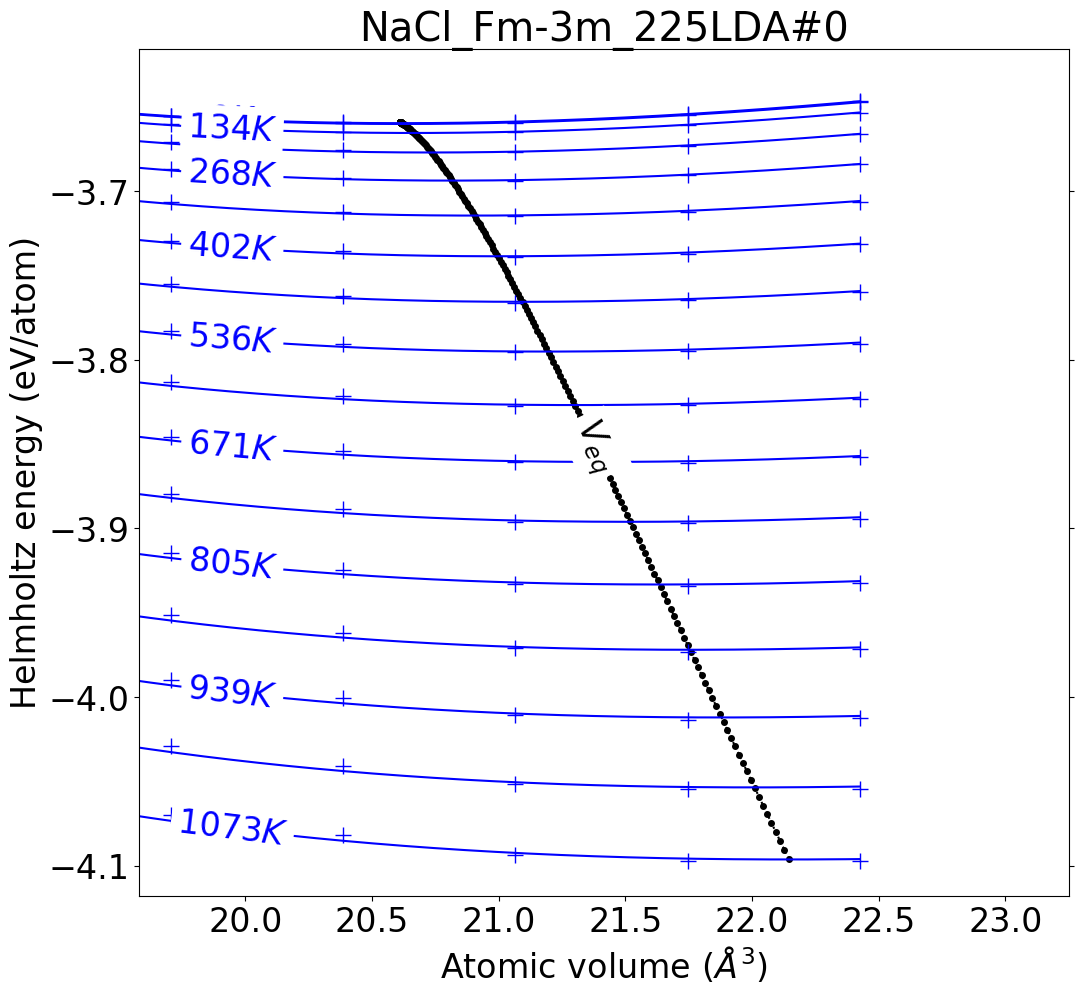 NaCl_Fm-3m_225LDA#0
Helmholtz energy (eV/atom)
−3.7
−3.8
−3.9
−4.0
−4.1
134K
268K
402K
536K
671K
805K
939K
1073K
V_eq
20.0 20.5 21.0 21.5 22.0 22.5 23.0
Atomic volume (Å³)